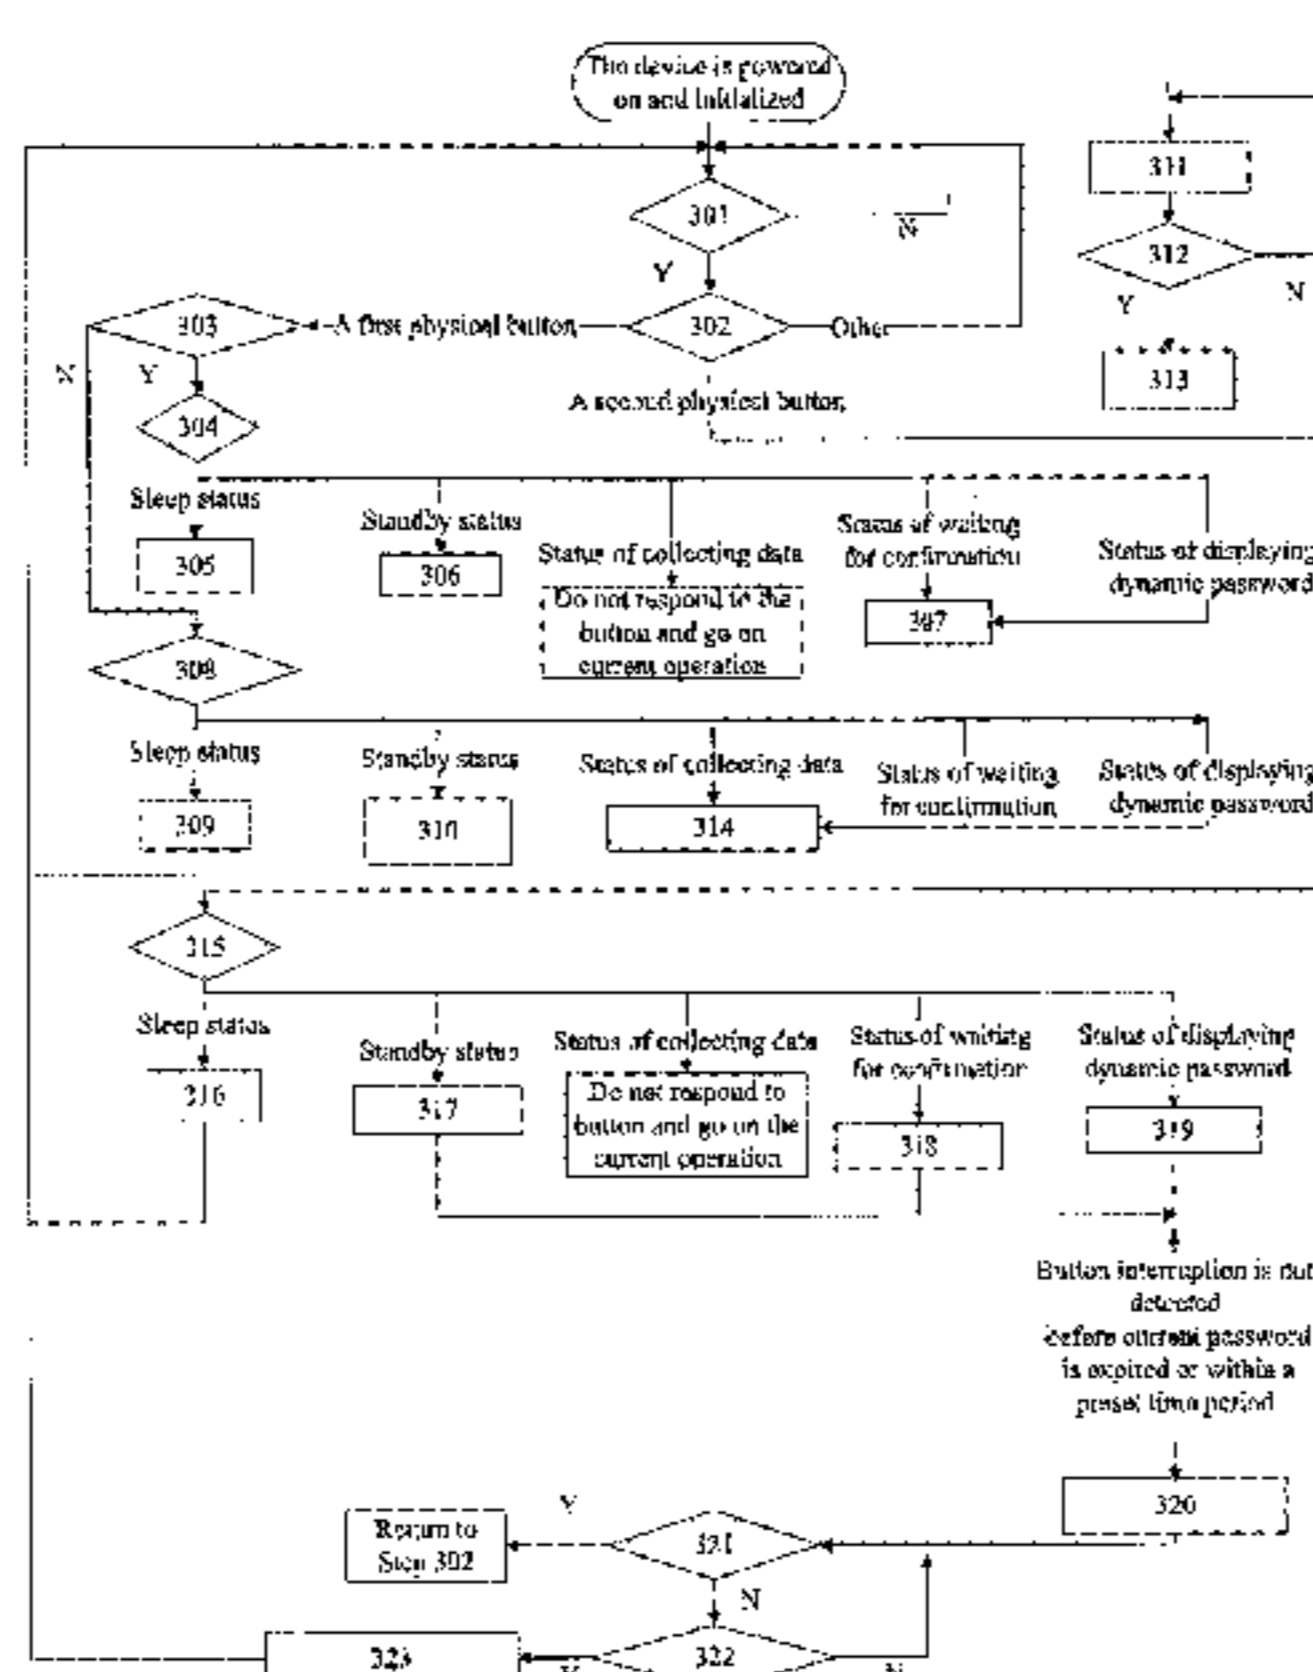 The device is powered
on and initialized
311
301
N
312
Y
Y
N
303
A first physical button
302
Other
N
Y
313
A second physical button
304
Sleep status
Standby status
Status of waiting
for confirmation
Status of collecting data
Status of displaying
dynamic password
305
306
Do not respond to the
button and go on
current operation
307
308
Sleep status
Standby status
Status of collecting data
Status of waiting
for confirmation
Status of displaying
dynamic password
309
310
314
315
Sleep status
Standby status
Status of collecting data
Status of waiting
for confirmation
Status of displaying
dynamic password
316
317
Do not respond to
button and go on the
current operation
318
319
Button interruption is not
detected
before current password
is expired or within a
preset time period
320
Y
Return to
Step 302
321
N
323
Y
322
N